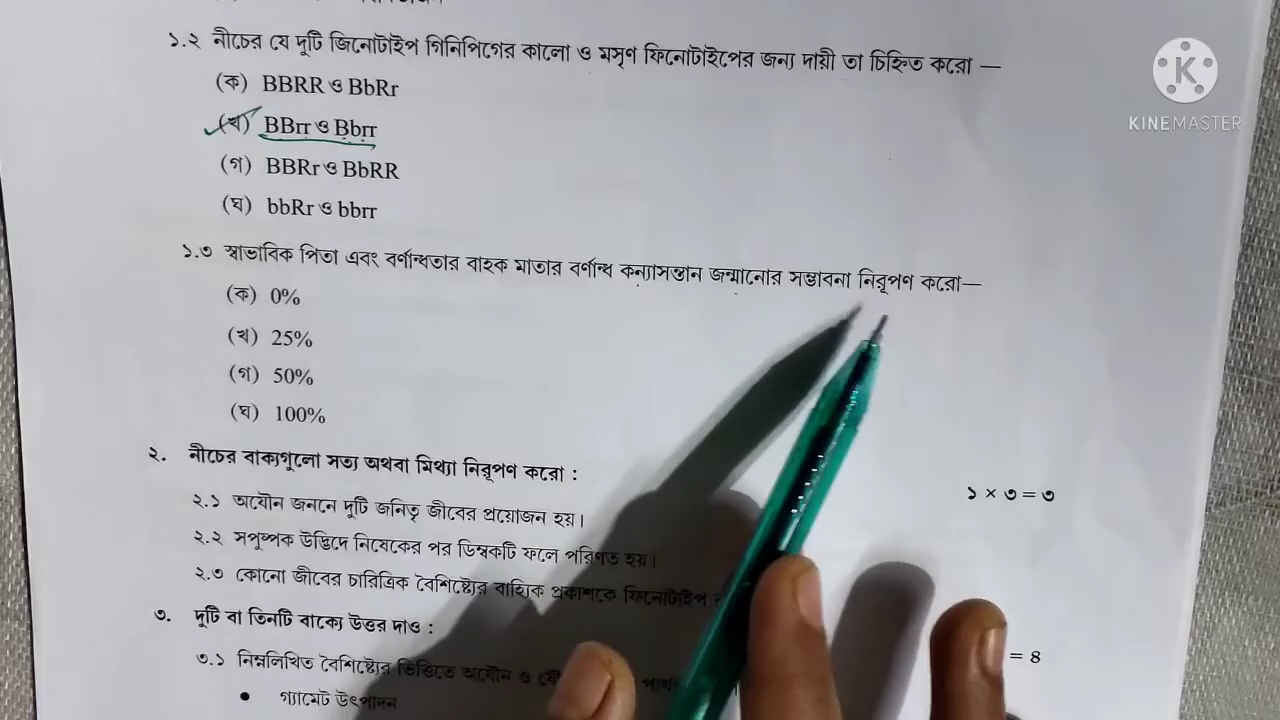 ১.২ নীচের যে দুটি জিনোটাইপ গিনিপিগের কালো ও মসৃণ ফিনোটাইপের জন্য দায়ী তা চিহ্নিত করো —
(ক) BBRR ও BbRr
(খ) BBrr ও Bbrr
(গ) BBRr ও BbRR
(ঘ) bbRr ও bbrr
১.৩ স্বাভাবিক পিতা এবং বর্ণান্ধতার বাহক মাতার বর্ণান্ধ কন্যাসন্তান জন্মানোর সম্ভাবনা নিরূপণ করো—
(ক) 0%
(খ) 25%
(গ) 50%
(ঘ) 100%
২. নীচের বাক্যগুলো সত্য অথবা মিথ্যা নিরূপণ করো : ১ × ৩ = ৩
২.১ অযৌন জননে দুটি জনিতৃ জীবের প্রয়োজন হয়।
২.২ সপুষ্পক উদ্ভিদে নিষেকের পর ডিম্বকটি ফলে পরিণত হয়।
২.৩ কোনো জীবের চারিত্রিক বৈশিষ্ট্যের বাহ্যিক প্রকাশকে ফিনোটাইপ
৩. দুটি বা তিনটি বাক্যে উত্তর দাও :
৩.১ নিম্নলিখিত বৈশিষ্ট্যের ভিত্তিতে অযৌন ও = 8
• গ্যামেট উৎপাদন
K
KINEMASTER